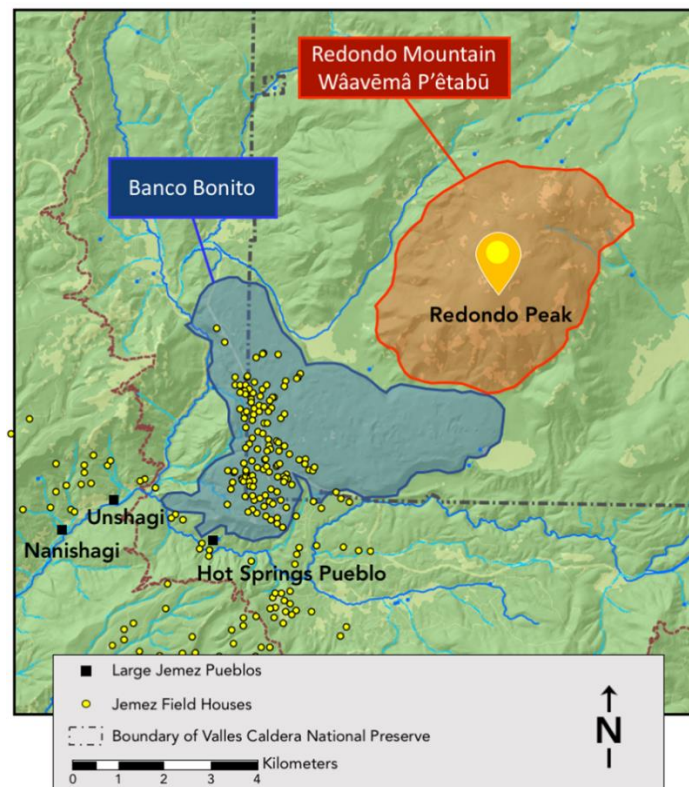 Redondo Mountain
Wâavēmâ P'êtabū
Banco Bonito
Redondo Peak
Unshagi
Nanishagi
Hot Springs Pueblo
Large Jemez Pueblos
Jemez Field Houses
Boundary of Valles Caldera National Preserve
Kilometers
0 1 2 3 4
N